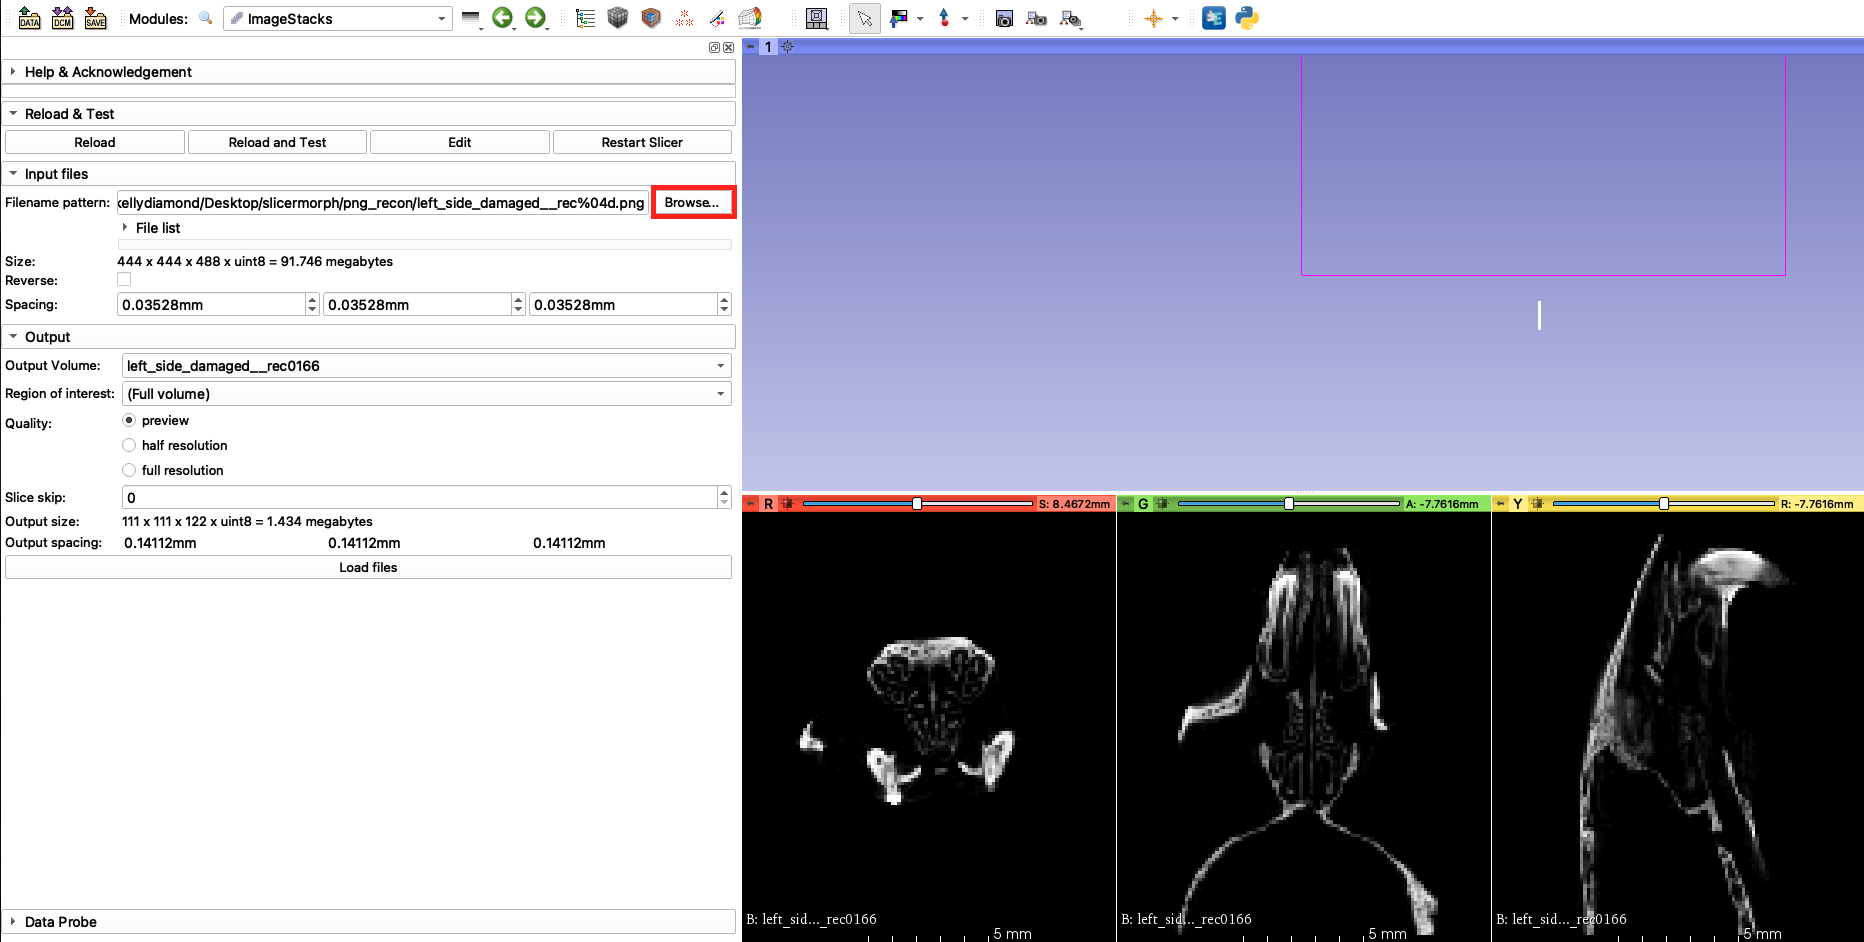 DATA DCM SAVE Modules: ImageStacks
1
Help & Acknowledgement
Reload & Test
Reload Reload and Test Edit Restart Slicer
Input files
Filename pattern: kellydiamond/Desktop/slicermorph/png_recon/left_side_damaged__rec%04d.png Browse...
File list
Size: 444 x 444 x 488 x uint8 = 91.746 megabytes
Reverse:
Spacing: 0.03528mm 0.03528mm 0.03528mm
Output
Output Volume: left_side_damaged__rec0166
Region of interest: (Full volume)
Quality: preview
half resolution
full resolution
Slice skip: 0
Output size: 111 x 111 x 122 x uint8 = 1.434 megabytes
Output spacing: 0.14112mm 0.14112mm 0.14112mm
Load files
Data Probe
R S: 8.4672mm
B: left_sid..._rec0166
5 mm
G A: -7.7616mm
B: left_sid..._rec0166
5 mm
Y R: -7.7616mm
B: left_sid..._rec0166
5 mm